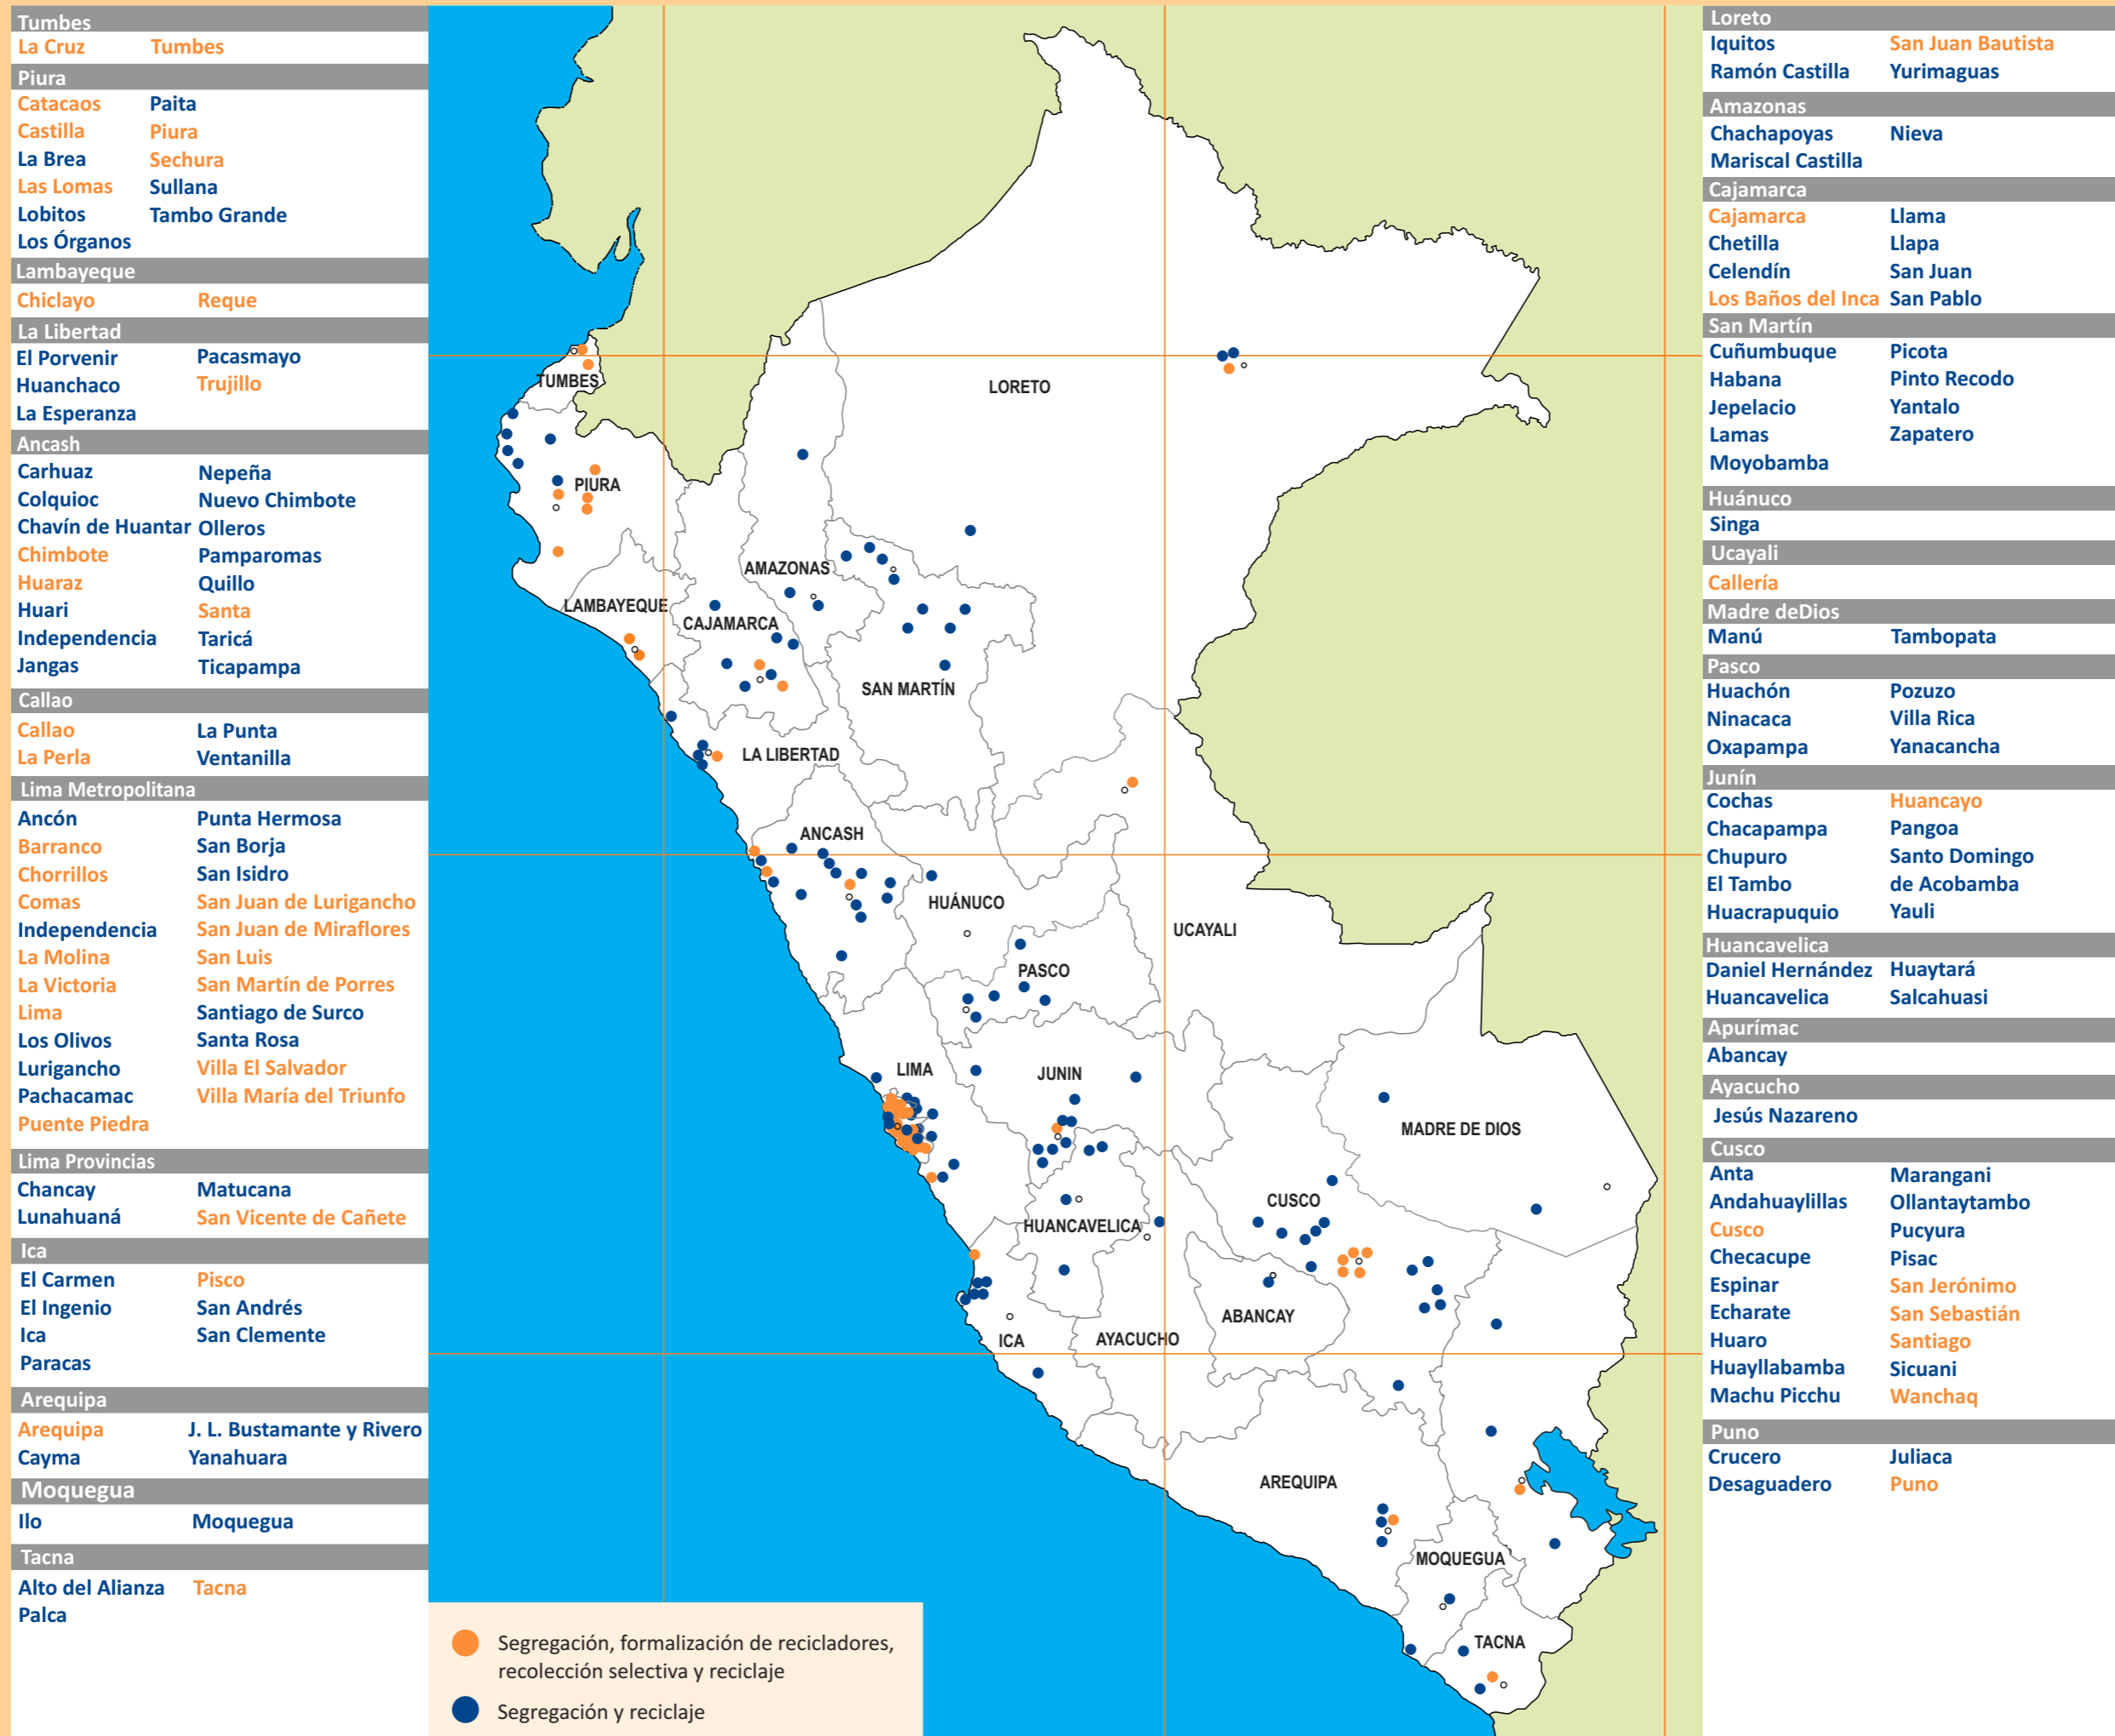 Tumbes
La Cruz Tumbes
Piura
Catacaos Paita
Castilla Piura
La Brea Sechura
Las Lomas Sullana
Lobitos Tambo Grande
Los Órganos
Lambayeque
Chiclayo Reque
La Libertad
El Porvenir Pacasmayo
Huanchaco Trujillo
La Esperanza
Ancash
Carhuaz Nepeña
Colquioc Nuevo Chimbote
Chavín de Huantar Olleros
Chimbote Pamparomas
Huaraz Quillo
Huari Santa
Independencia Taricá
Jangas Ticapampa
Callao
Callao La Punta
La Perla Ventanilla
Lima Metropolitana
Ancón Punta Hermosa
Barranco San Borja
Chorrillos San Isidro
Comas San Juan de Lurigancho
Independencia San Juan de Miraflores
La Molina San Luis
La Victoria San Martín de Porres
Lima Santiago de Surco
Los Olivos Santa Rosa
Lurigancho Villa El Salvador
Pachacamac Villa María del Triunfo
Puente Piedra
Lima Provincias
Chancay Matucana
Lunahuaná San Vicente de Cañete
Ica
El Carmen Pisco
El Ingenio San Andrés
Ica San Clemente
Paracas
Arequipa
Arequipa J. L. Bustamante y Rivero
Cayma Yanahuara
Moquegua
Ilo Moquegua
Tacna
Alto del Alianza Tacna
Palca
TUMBES
LORETO
PIURA
AMAZONAS
LAMBAYEQUE
CAJAMARCA
SAN MARTÍN
LA LIBERTAD
ANCASH
HUÁNUCO
UCAYALI
PASCO
LIMA
JUNIN
MADRE DE DIOS
CUSCO
HUANCAVELICA
ABANCAY
ICA
AYACUCHO
AREQUIPA
MOQUEGUA
TACNA
Segregación, formalización de recicladores,
recolección selectiva y reciclaje
Segregación y reciclaje
Loreto
Iquitos San Juan Bautista
Ramón Castilla Yurimaguas
Amazonas
Chachapoyas Nieva
Mariscal Castilla
Cajamarca
Cajamarca Llama
Chetilla Llapa
Celendín San Juan
Los Baños del Inca San Pablo
San Martín
Cuñumbuque Picota
Habana Pinto Recodo
Jepelacio Yantalo
Lamas Zapatero
Moyobamba
Huánuco
Singa
Ucayali
Callería
Madre deDios
Manú Tambopata
Pasco
Huachón Pozuzo
Ninacaca Villa Rica
Oxapampa Yanacancha
Junín
Cochas Huancayo
Chacapampa Pangoa
Chupuro Santo Domingo
El Tambo de Acobamba
Huacrapuquio Yauli
Huancavelica
Daniel Hernández Huaytará
Huancavelica Salcahuasi
Apurímac
Abancay
Ayacucho
Jesús Nazareno
Cusco
Anta Marangani
Andahuaylillas Ollantaytambo
Cusco Pucyura
Checacupe Pisac
Espinar San Jerónimo
Echarate San Sebastián
Huaro Santiago
Huayllabamba Sicuani
Machu Picchu Wanchaq
Puno
Crucero Juliaca
Desaguadero Puno